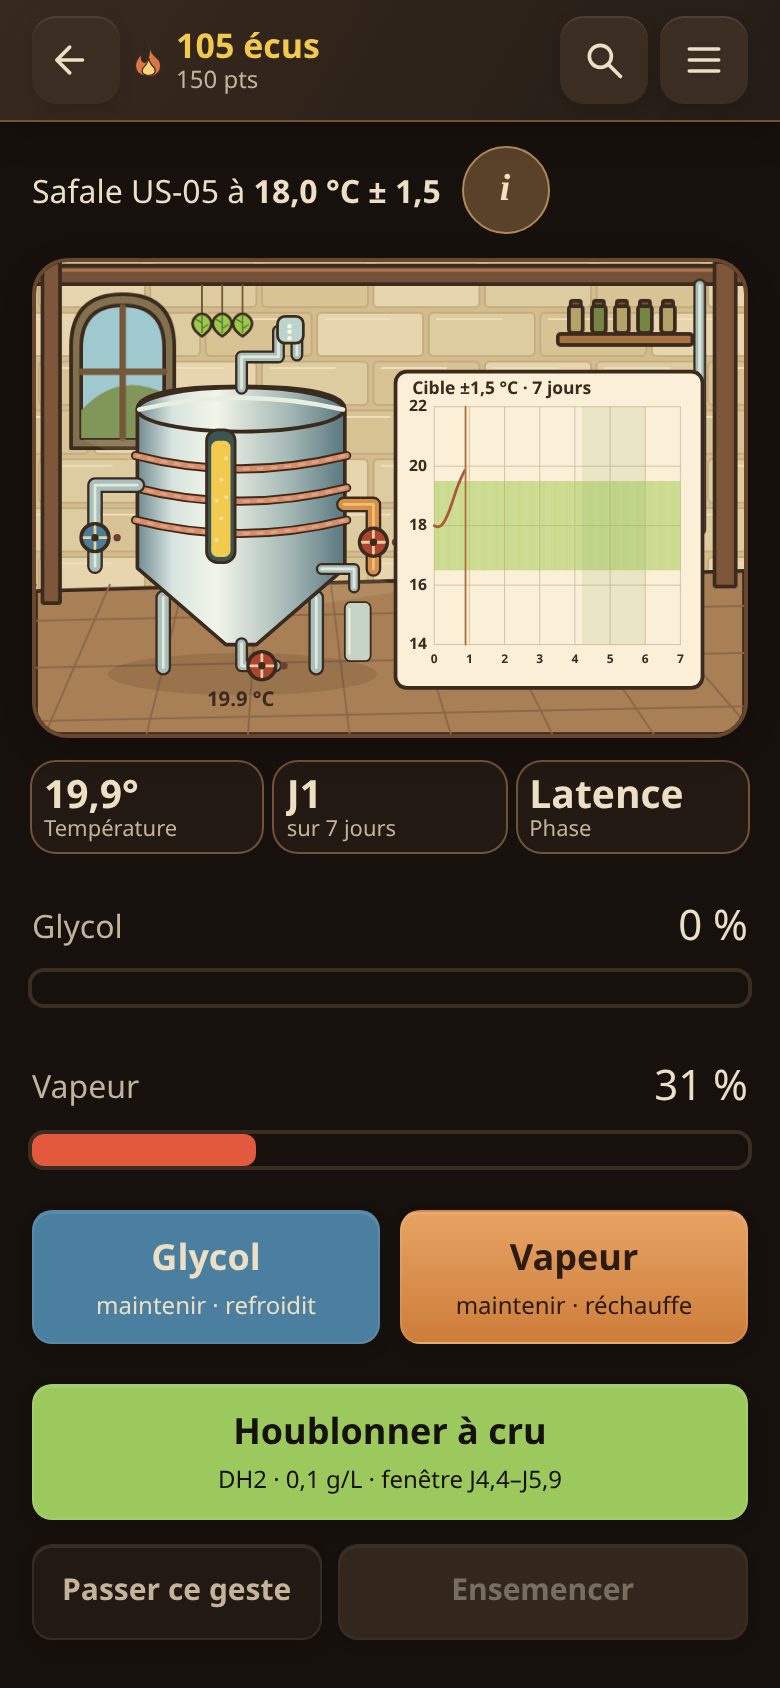 105 écus
150 pts
Safale US-05 à 18,0 °C ± 1,5
i
Cible ±1,5 °C · 7 jours
22
20
18
16
14
0 1 2 3 4 5 6 7
19.9 °C
19,9°
Température
J1
sur 7 jours
Latence
Phase
Glycol
0 %
Vapeur
31 %
Glycol
maintenir · refroidit
Vapeur
maintenir · réchauffe
Houblonner à cru
DH2 · 0,1 g/L · fenêtre J4,4–J5,9
Passer ce geste
Ensemencer